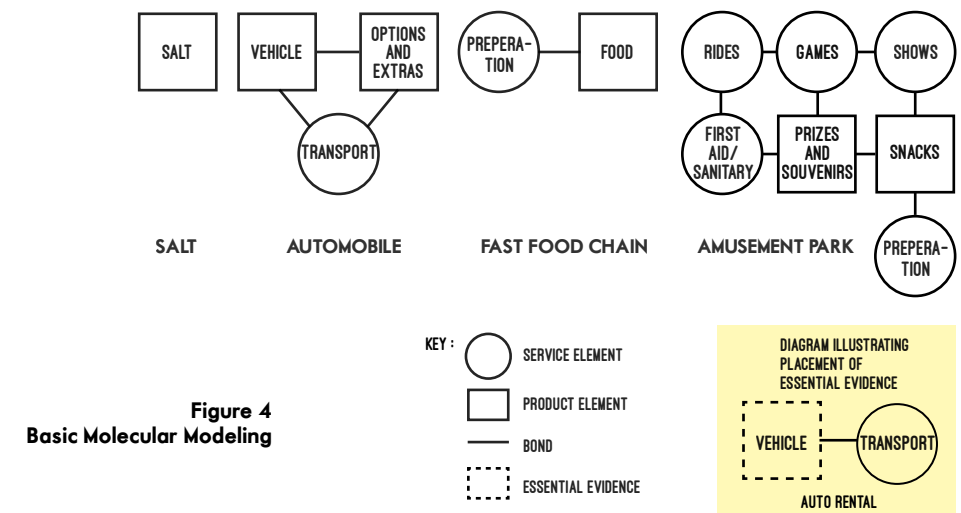 SALT
VEHICLE
OPTIONS
AND
EXTRAS
TRANSPORT
PREPERA-
TION
FOOD
RIDES
GAMES
SHOWS
FIRST
AID/
SANITARY
PRIZES
AND
SOUVENIRS
SNACKS
PREPERA-
TION
SALT
AUTOMOBILE
FAST FOOD CHAIN
AMUSEMENT PARK
KEY :
SERVICE ELEMENT
PRODUCT ELEMENT
BOND
ESSENTIAL EVIDENCE
Figure 4
Basic Molecular Modeling
DIAGRAM ILLUSTRATING
PLACEMENT OF
ESSENTIAL EVIDENCE
VEHICLE
TRANSPORT
AUTO RENTAL